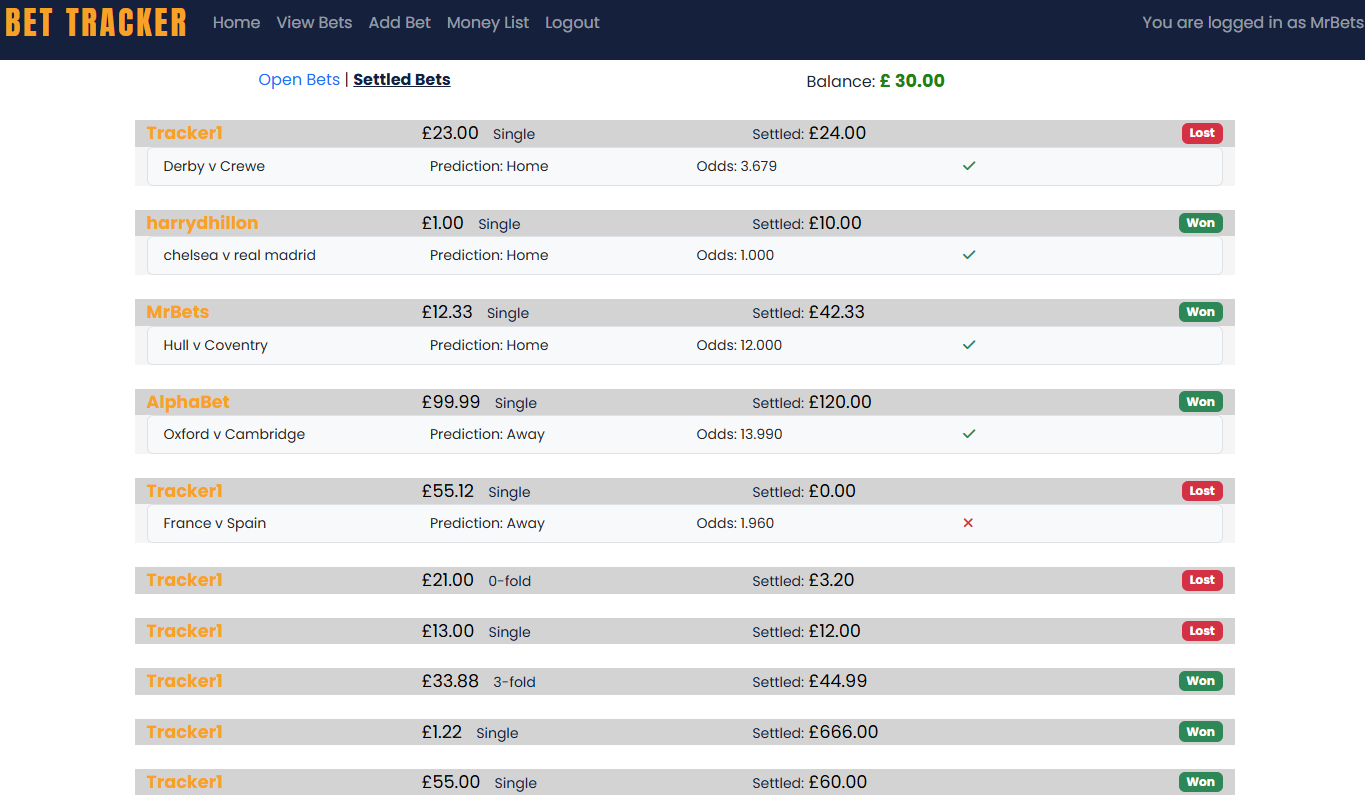 BET TRACKER Home View Bets Add Bet Money List Logout You are logged in as MrBets
Open Bets | Settled Bets Balance: £ 30.00
Tracker1 £23.00 Single Settled: £24.00 Lost
Derby v Crewe Prediction: Home Odds: 3.679
harrydhillon £1.00 Single Settled: £10.00 Won
chelsea v real madrid Prediction: Home Odds: 1.000
MrBets £12.33 Single Settled: £42.33 Won
Hull v Coventry Prediction: Home Odds: 12.000
AlphaBet £99.99 Single Settled: £120.00 Won
Oxford v Cambridge Prediction: Away Odds: 13.990
Tracker1 £55.12 Single Settled: £0.00 Lost
France v Spain Prediction: Away Odds: 1.960
Tracker1 £21.00 0-fold Settled: £3.20 Lost
Tracker1 £13.00 Single Settled: £12.00 Lost
Tracker1 £33.88 3-fold Settled: £44.99 Won
Tracker1 £1.22 Single Settled: £666.00 Won
Tracker1 £55.00 Single Settled: £60.00 Won